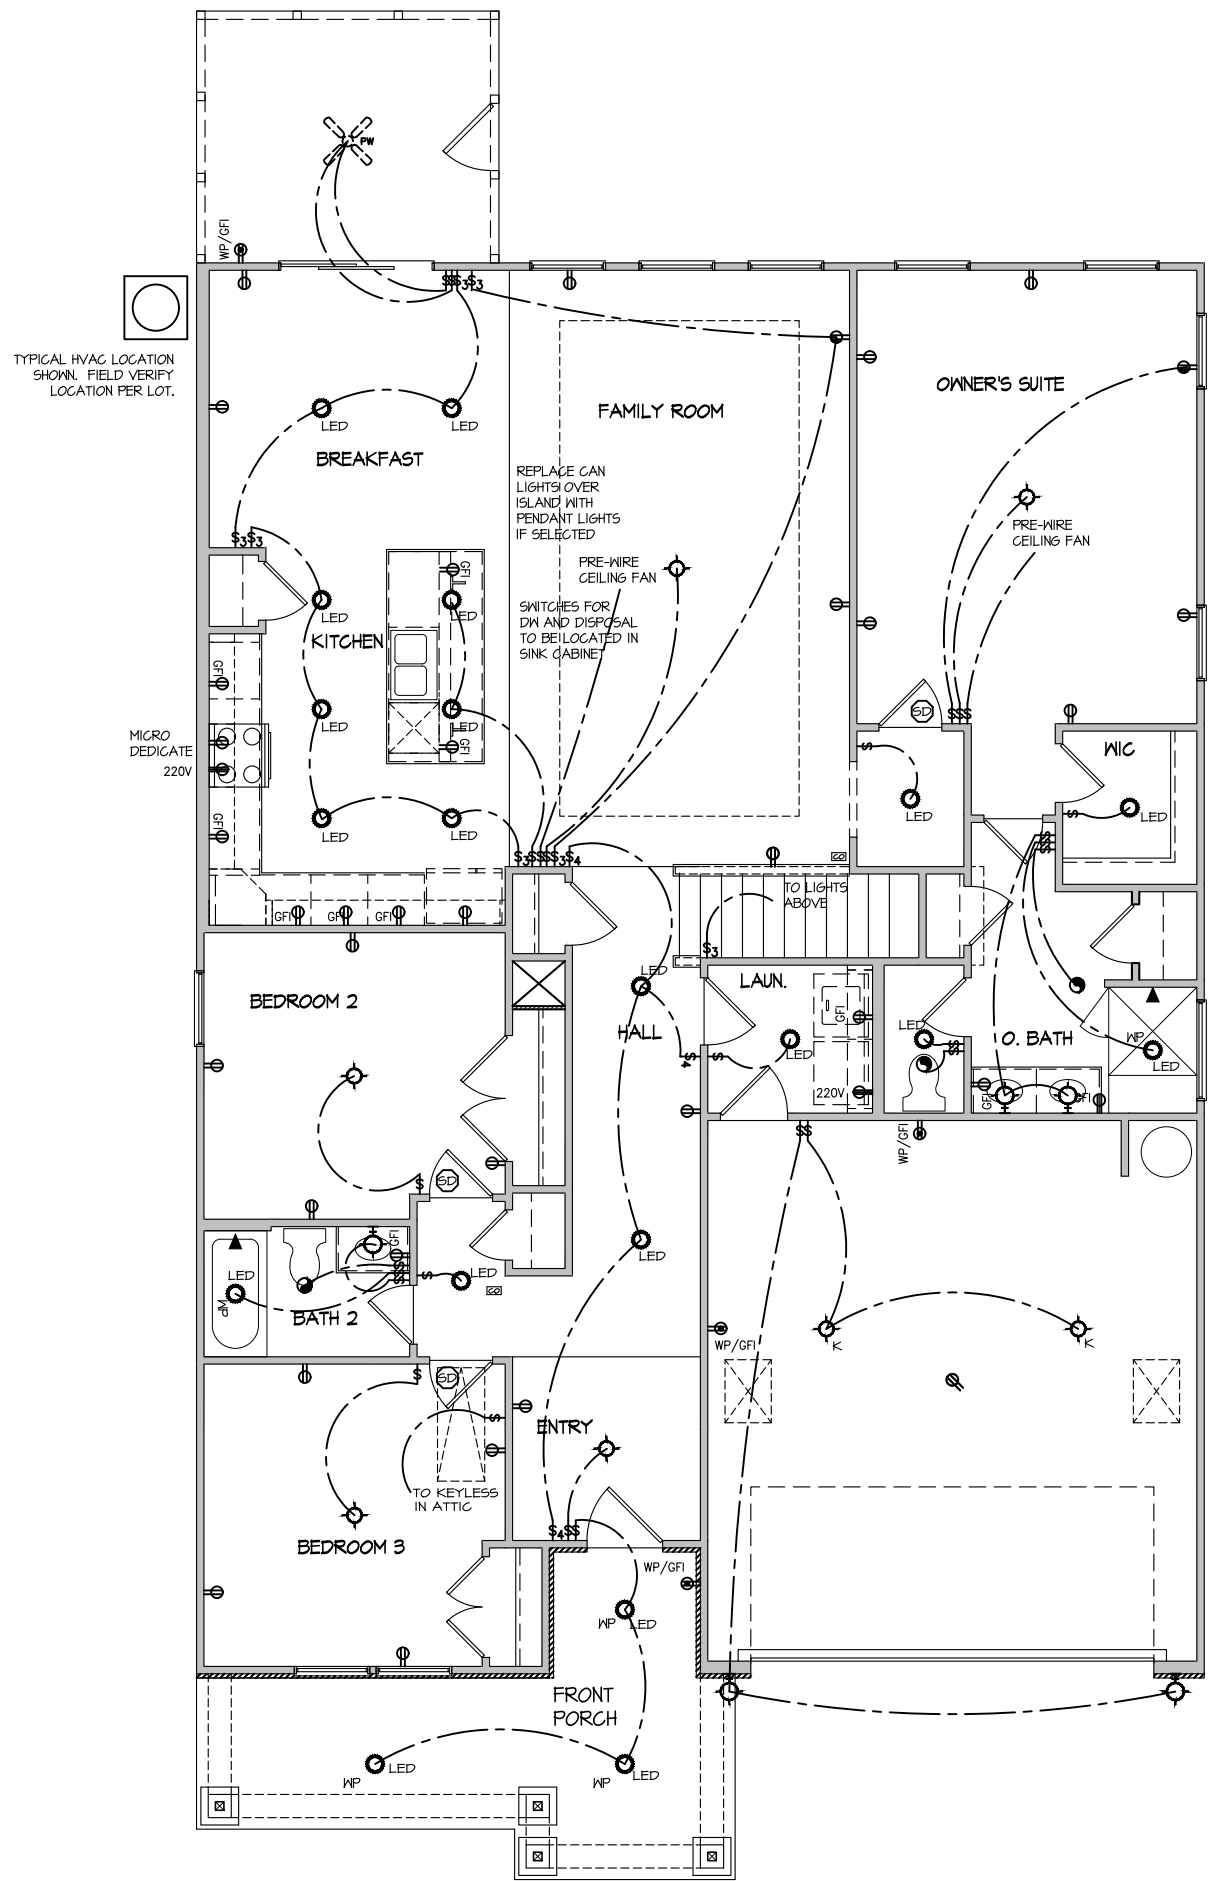 PW
WP/GFI
TYPICAL HVAC LOCATION
SHOWN. FIELD VERIFY
LOCATION PER LOT.
$$$3$3
OWNER'S SUITE
FAMILY ROOM
LED
LED
BREAKFAST
REPLACE CAN
LIGHTS OVER
ISLAND WITH
PENDANT LIGHTS
IF SELECTED
PRE-WIRE
CEILING FAN
$3$3
PRE-WIRE
CEILING FAN
GFI
LED
LED
SWITCHES FOR
DW AND DISPOSAL
TO BE LOCATED IN
SINK CABINET
KITCHEN
GFI
LED
LED
GFI
MICRO
DEDICATE
220V
SD
$$$
$
WIC
LED
$
LED
GFI
LED
LED
$3
$$$
$3$4
S
$$$
TO LIGHTS
ABOVE
GFI
GFI
GFI
$3
LED
LAUN.
BEDROOM 2
GFI
HALL
LED
O. BATH
WP
LED
$4
$
LED
$$
220V
GFI
GFI
WP/GFI
$$
SD
$
GFI
LED
$$$
$
LED
S
WP
BATH 2
LED
K
K
WP/GFI
$
SD
$
ENTRY
TO KEYLESS
IN ATTIC
$4$$
BEDROOM 3
WP/GFI
WP
LED
FRONT
PORCH
LED
WP
LED
WP